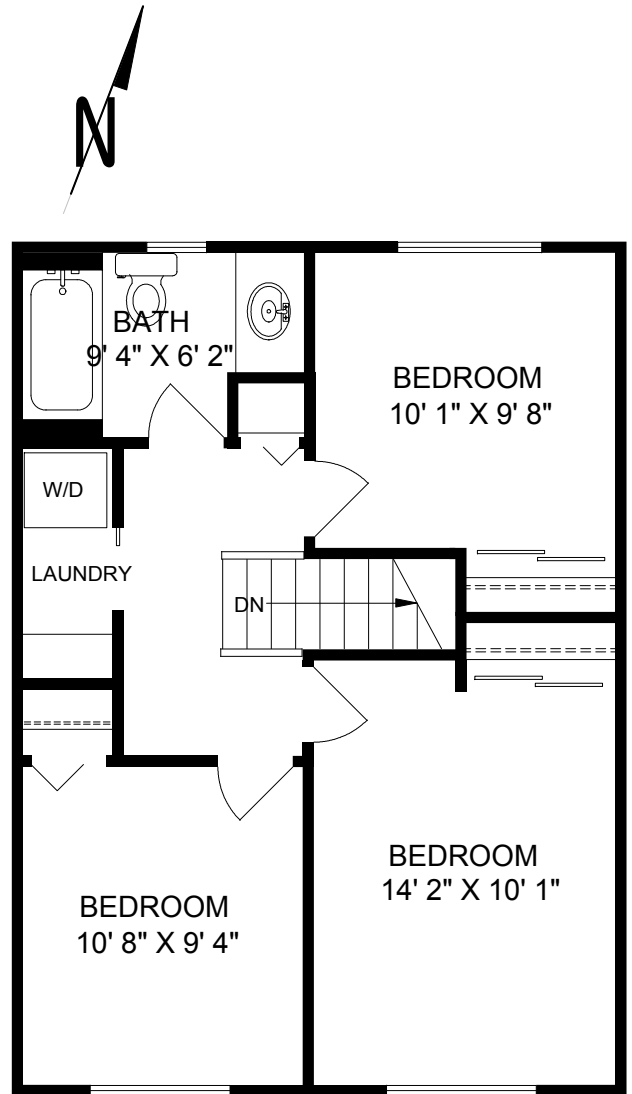 N
BATH
9' 4" X 6' 2"
BEDROOM
10' 1" X 9' 8"
W/D
LAUNDRY
DN
BEDROOM
14' 2" X 10' 1"
BEDROOM
10' 8" X 9' 4"